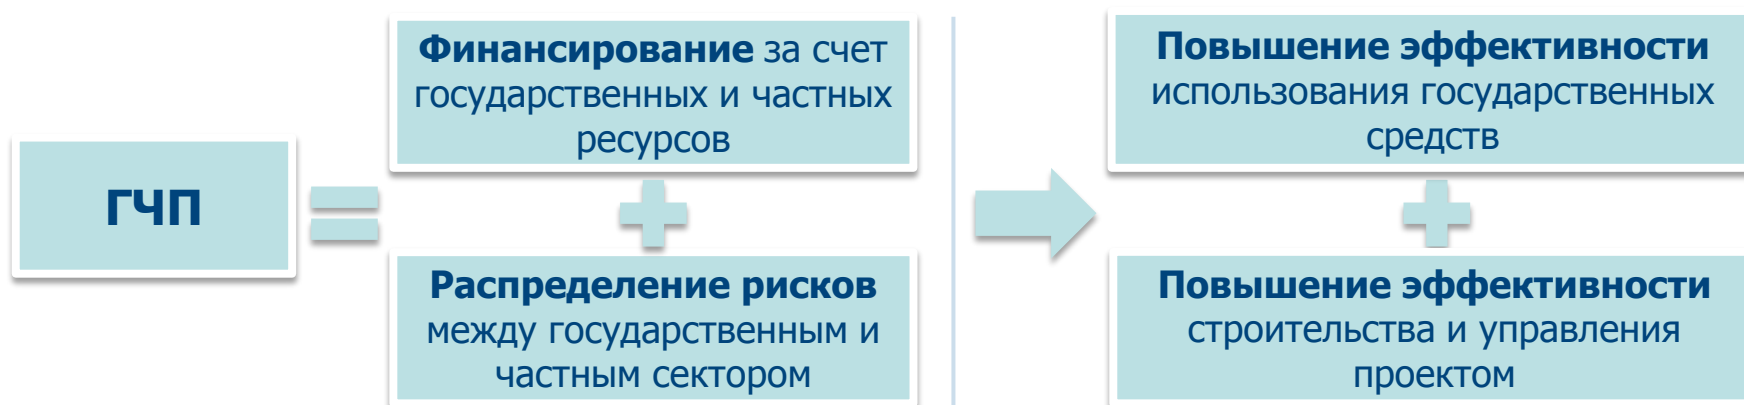 ГЧП
Финансирование за счет
государственных и частных
ресурсов
Распределение рисков
между государственным и
частным сектором
Повышение эффективности
использования государственных
средств
Повышение эффективности
строительства и управления
проектом